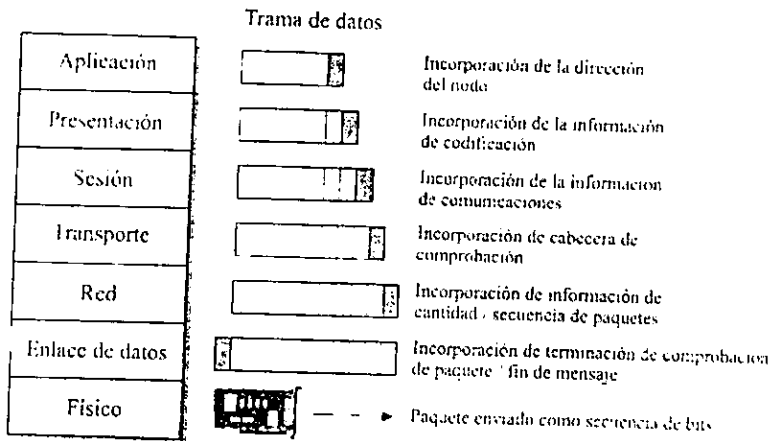 Trama de datos
Aplicación
Incorporación de la dirección
del nodo
Presentación
Incorporación de la información
de codificación
Sesión
Incorporación de la informacion
de comunicaciones
Transporte
Incorporación de cabecera de
comprobación
Red
Incorporación de información de
cantidad / secuencia de paquetes
Enlace de datos
Incorporación de terminación de comprobacion
de paquete / fin de mensaje
Físico
Paquete enviado como secuencia de bits